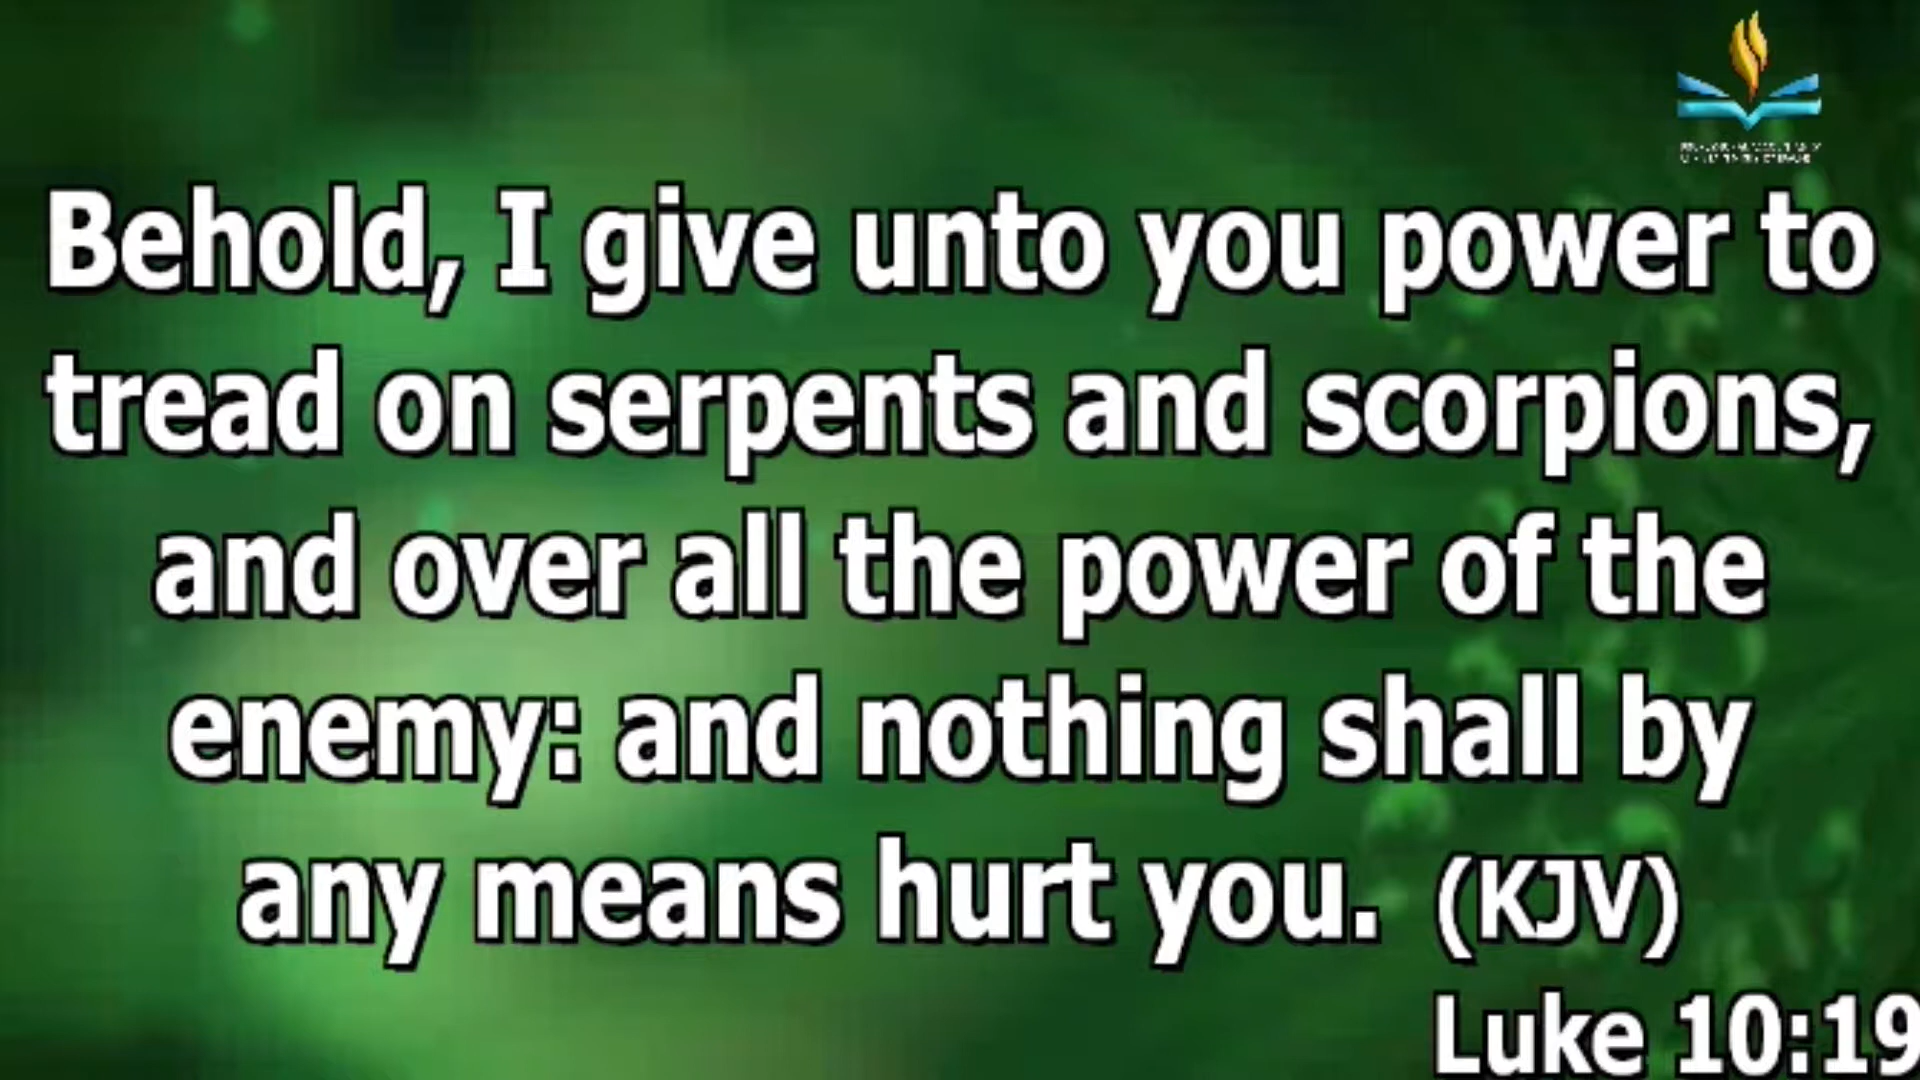 Behold, I give unto you power to
tread on serpents and scorpions,
and over all the power of the
enemy: and nothing shall by
any means hurt you. (KJV)
Luke 10:19